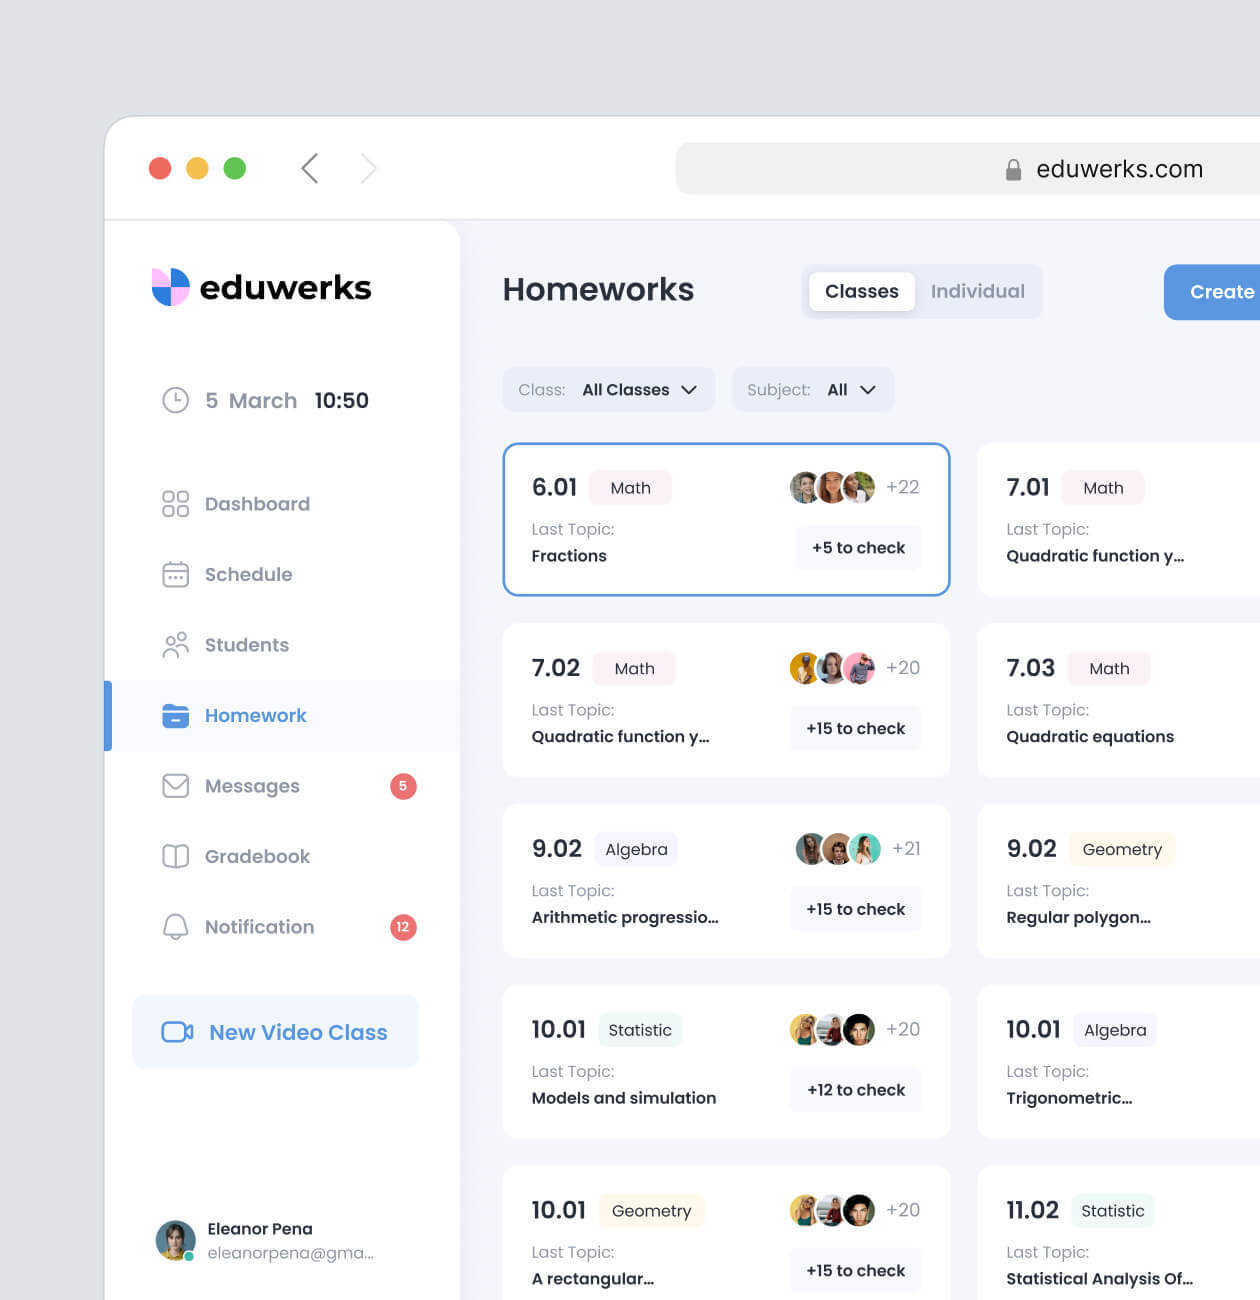 eduwerks.com
eduwerks
5 March 10:50
Dashboard
Schedule
Students
Homework
Messages 5
Gradebook
Notification 12
New Video Class
Eleanor Pena
eleanorpena@gma...
Homeworks
Classes Individual
Create
Class: All Classes Subject: All
6.01 Math +22
Last Topic:
Fractions
+5 to check
7.01 Math
Last Topic:
Quadratic function y...
7.02 Math +20
Last Topic:
Quadratic function y...
+15 to check
7.03 Math
Last Topic:
Quadratic equations
9.02 Algebra +21
Last Topic:
Arithmetic progressio...
+15 to check
9.02 Geometry
Last Topic:
Regular polygon...
10.01 Statistic +20
Last Topic:
Models and simulation
+12 to check
10.01 Algebra
Last Topic:
Trigonometric...
10.01 Geometry +20
Last Topic:
A rectangular...
+15 to check
11.02 Statistic
Last Topic:
Statistical Analysis Of...